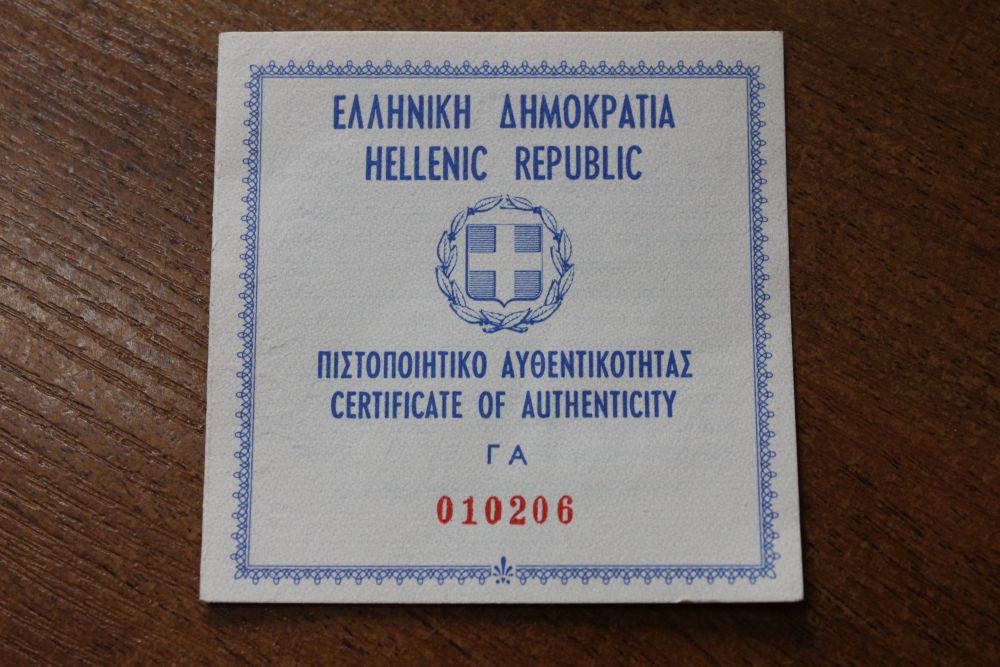 ΕΛΛΗΝΙΚΗ ΔΗΜΟΚΡΑΤΙΑ
HELLENIC REPUBLIC
ΠΙΣΤΟΠΟΙΗΤΙΚΟ ΑΥΘΕΝΤΙΚΟΤΗΤΑΣ
CERTIFICATE OF AUTHENTICITY
ΓΑ
010206